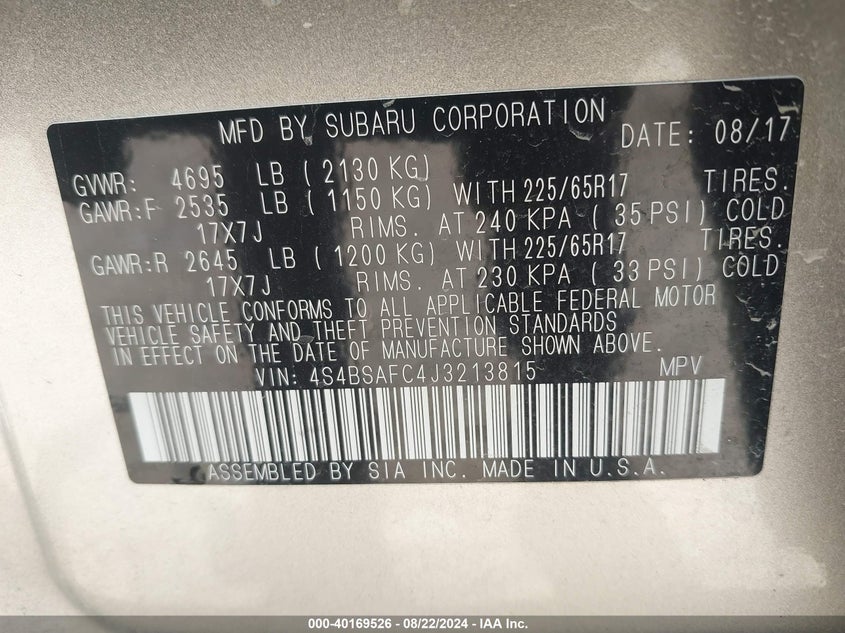 MFD BY SUBARU CORPORATION DATE: 08/17
GVWR: 4695 LB ( 2130 KG)
GAWR:F 2535 LB ( 1150 KG) WITH 225/65R17 TIRES.
17X7J RIMS. AT 240 KPA ( 35 PSI) COLD
GAWR:R 2645 LB ( 1200 KG) WITH 225/65R17 TIRES.
17X7J RIMS. AT 230 KPA ( 33 PSI) COLD
THIS VEHICLE CONFORMS TO ALL APPLICABLE FEDERAL MOTOR
VEHICLE SAFETY AND THEFT PREVENTION STANDARDS
IN EFFECT ON THE DATE OF MANUFACTURE SHOWN ABOVE.
VIN: 4S4BSAFC4J3213815 MPV
ASSEMBLED BY SIA INC. MADE IN U.S.A.
000-40169526 - 08/22/2024 - IAA Inc.